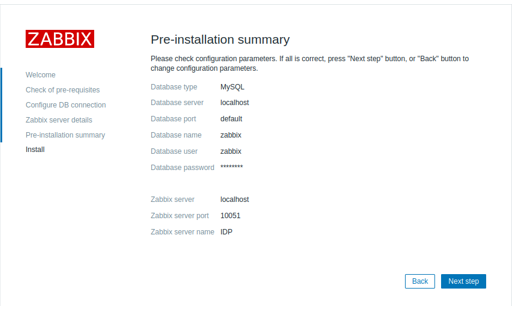 ZABBIX
Welcome
Check of pre-requisites
Configure DB connection
Zabbix server details
Pre-installation summary
Install
Pre-installation summary
Please check configuration parameters. If all is correct, press "Next step" button, or "Back" button to
change configuration parameters.
Database type MySQL
Database server localhost
Database port default
Database name zabbix
Database user zabbix
Database password ********
Zabbix server localhost
Zabbix server port 10051
Zabbix server name IDP
Back Next step